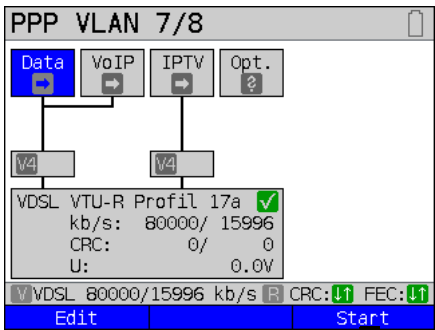 PPP VLAN 7/8
Data VoIP IPTV Opt.
V4 V4
VDSL VTU-R Profil 17a
kb/s: 80000/ 15996
CRC: 0/ 0
U: 0.0V
V VDSL 80000/15996 kb/s R CRC: FEC:
Edit Start